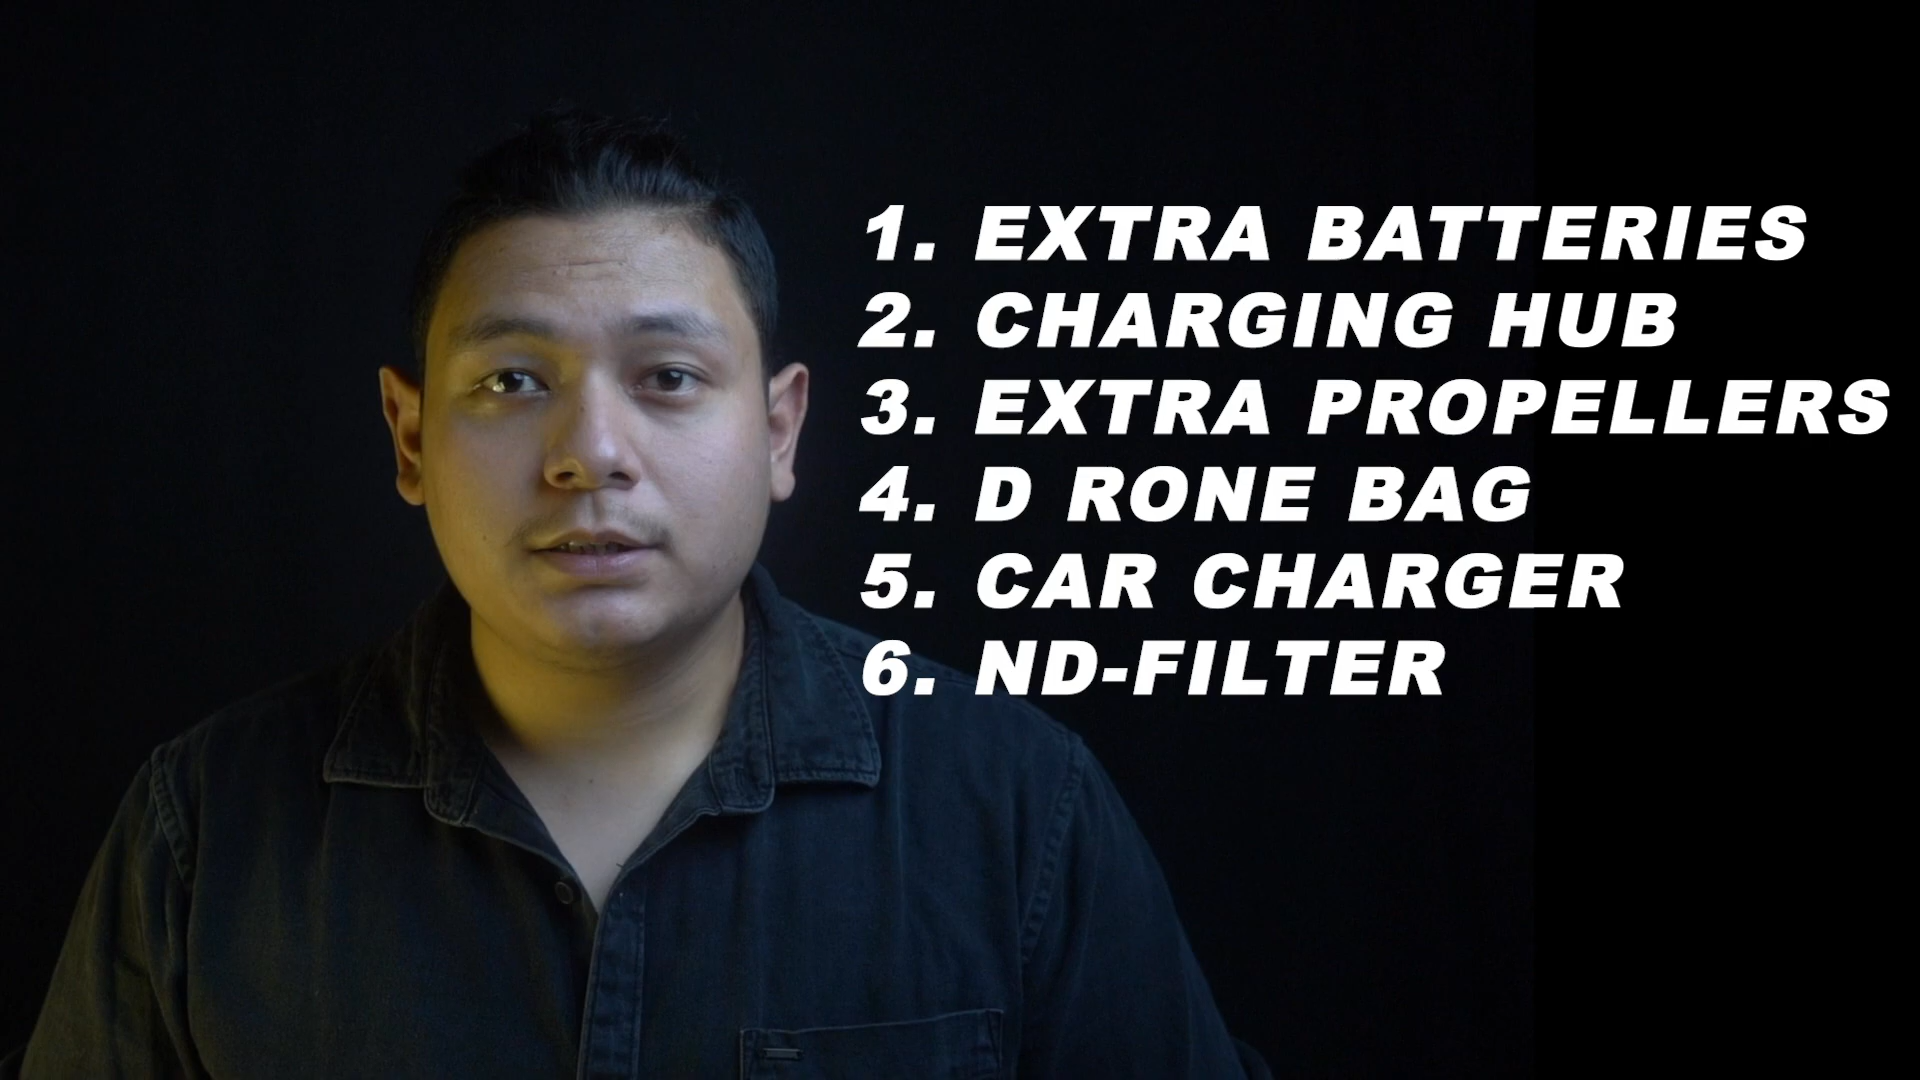 1. EXTRA BATTERIES
2. CHARGING HUB
3. EXTRA PROPELLERS
4. D RONE BAG
5. CAR CHARGER
6. ND-FILTER